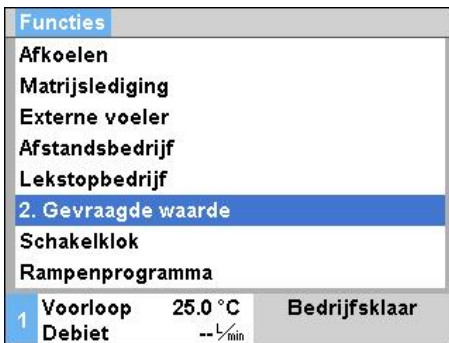 Functies
Afkoelen
Matrijslediging
Externe voeler
Afstandsbedrijf
Lekstopbedrijf
2. Gevraagde waarde
Schakelklok
Rampenprogramma
1 Voorloop 25.0 °C Bedrijfsklaar
Debiet -- L/min